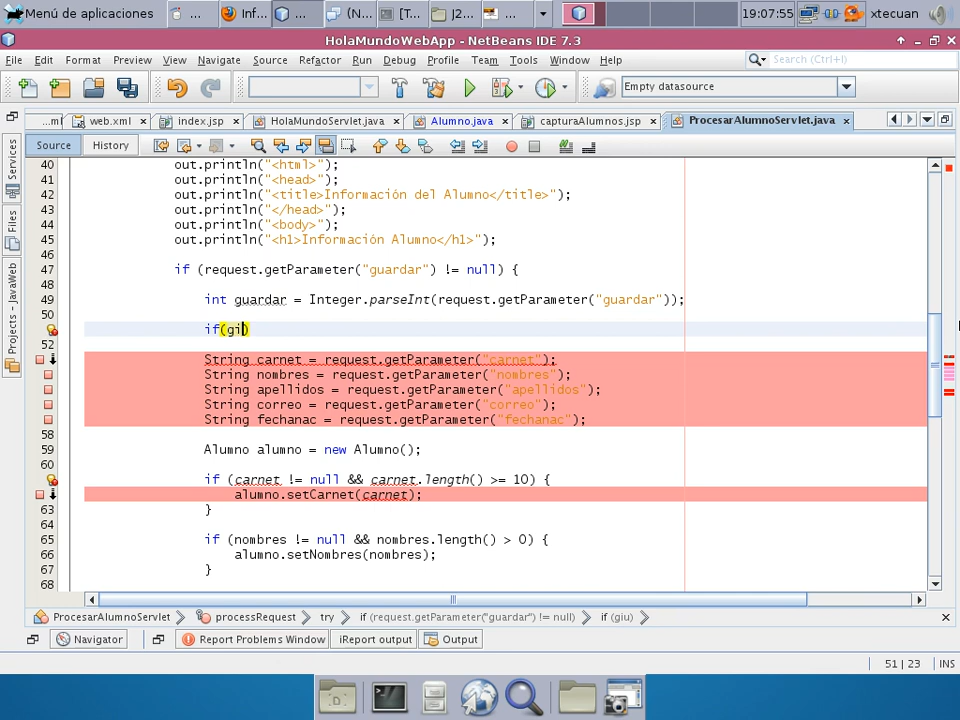 Menú de aplicaciones ... Inf... ... (N... [T... J2... ... 19:07:55 xtecuan
HolaMundoWebApp - NetBeans IDE 7.3
File Edit Format Preview View Navigate Source Refactor Run Debug Profile Team Tools Window Help Search (Ctrl+I)
Empty datasource
...ml web.xml index.jsp HolaMundoServlet.java Alumno.java capturaAlumnos.jsp ProcesarAlumnoServlet.java
Source History
Services
Files
Projects - JavaWeb
40 out.println("<html>");
41 out.println("<head>");
42 out.println("<title>Información del Alumno</title>");
43 out.println("</head>");
44 out.println("<body>");
45 out.println("<h1>Información Alumno</h1>");
46
47 if (request.getParameter("guardar") != null) {
48
49 int guardar = Integer.parseInt(request.getParameter("guardar"));
50
if(gi)
52
String carnet = request.getParameter("carnet");
String nombres = request.getParameter("nombres");
String apellidos = request.getParameter("apellidos");
String correo = request.getParameter("correo");
String fechanac = request.getParameter("fechanac");
58
59 Alumno alumno = new Alumno();
60
if (carnet != null && carnet.length() >= 10) {
alumno.setCarnet(carnet);
63 }
64
65 if (nombres != null && nombres.length() > 0) {
66 alumno.setNombres(nombres);
67 }
68
ProcesarAlumnoServlet processRequest try if (request.getParameter("guardar") != null) if (giu)
Navigator Report Problems Window iReport output Output
51 | 23 INS